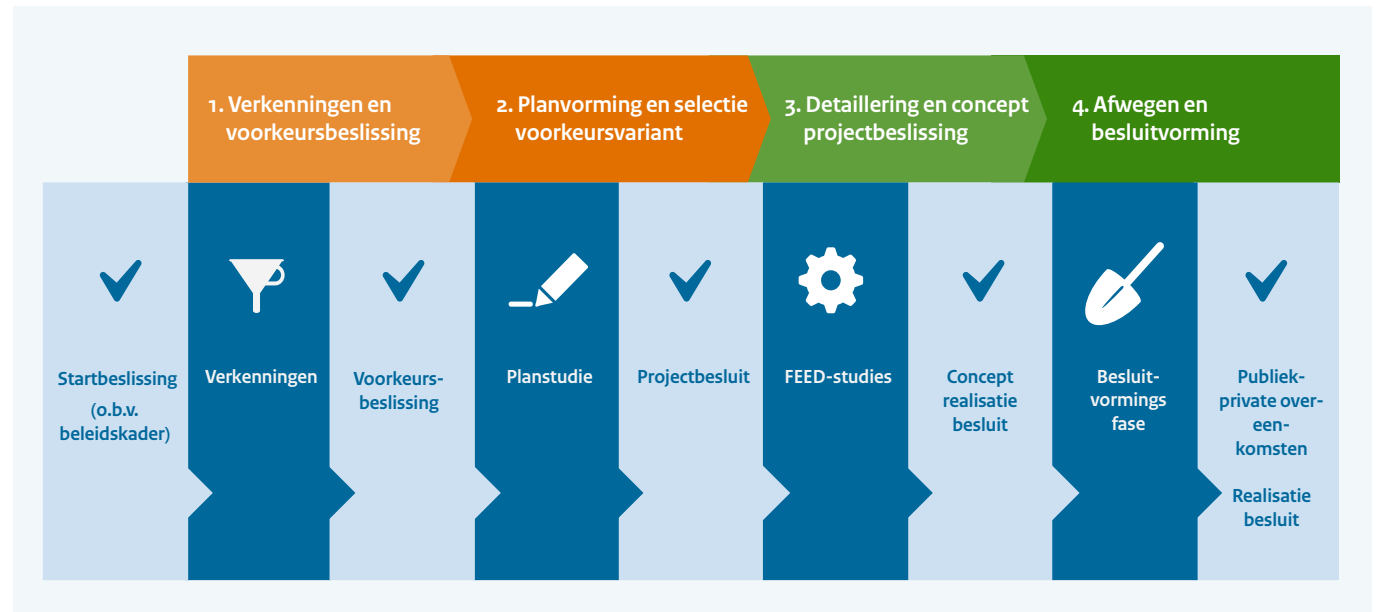 1. Verkenningen en
voorkeursbeslissing
2. Planvorming en selectie
voorkeursvariant
3. Detaillering en concept
projectbeslissing
4. Afwegen en
besluitvorming
Startbeslissing
(o.b.v.
beleidskader)
Verkenningen
Voorkeurs-
beslissing
Planstudie
Projectbesluit
FEED-studies
Concept
realisatie
besluit
Besluit-
vormings
fase
Publiek-
private over-
een-
komsten
Realisatie
besluit